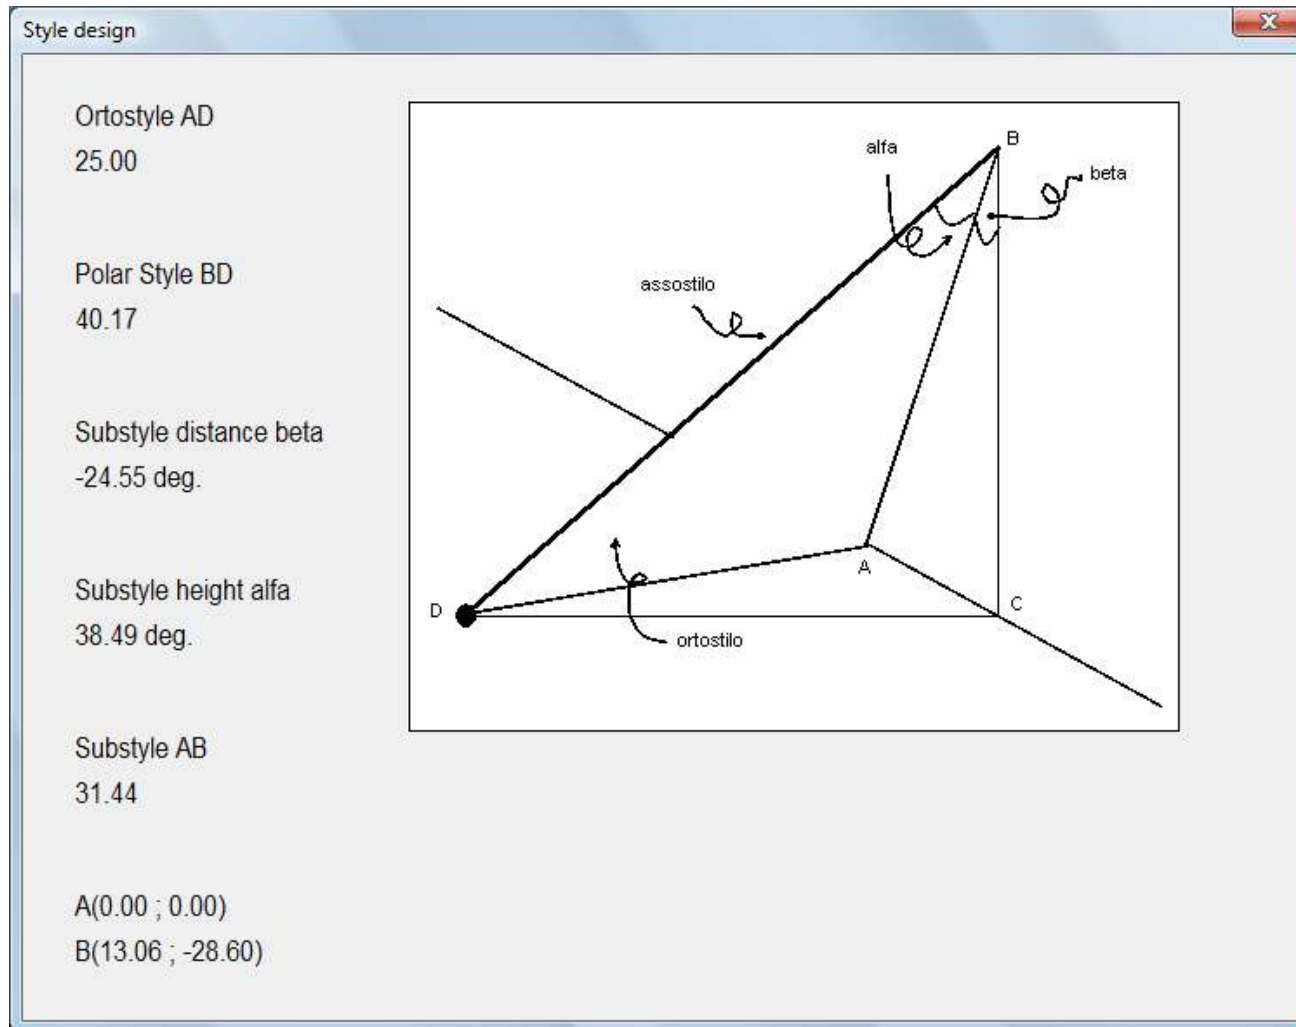 Style design
Ortostyle AD
25.00
Polar Style BD
40.17
Substyle distance beta
-24.55 deg.
Substyle height alfa
38.49 deg.
Substyle AB
31.44
A(0.00 ; 0.00)
B(13.06 ; -28.60)
B
alfa
beta
assostilo
A
D
C
ortostilo